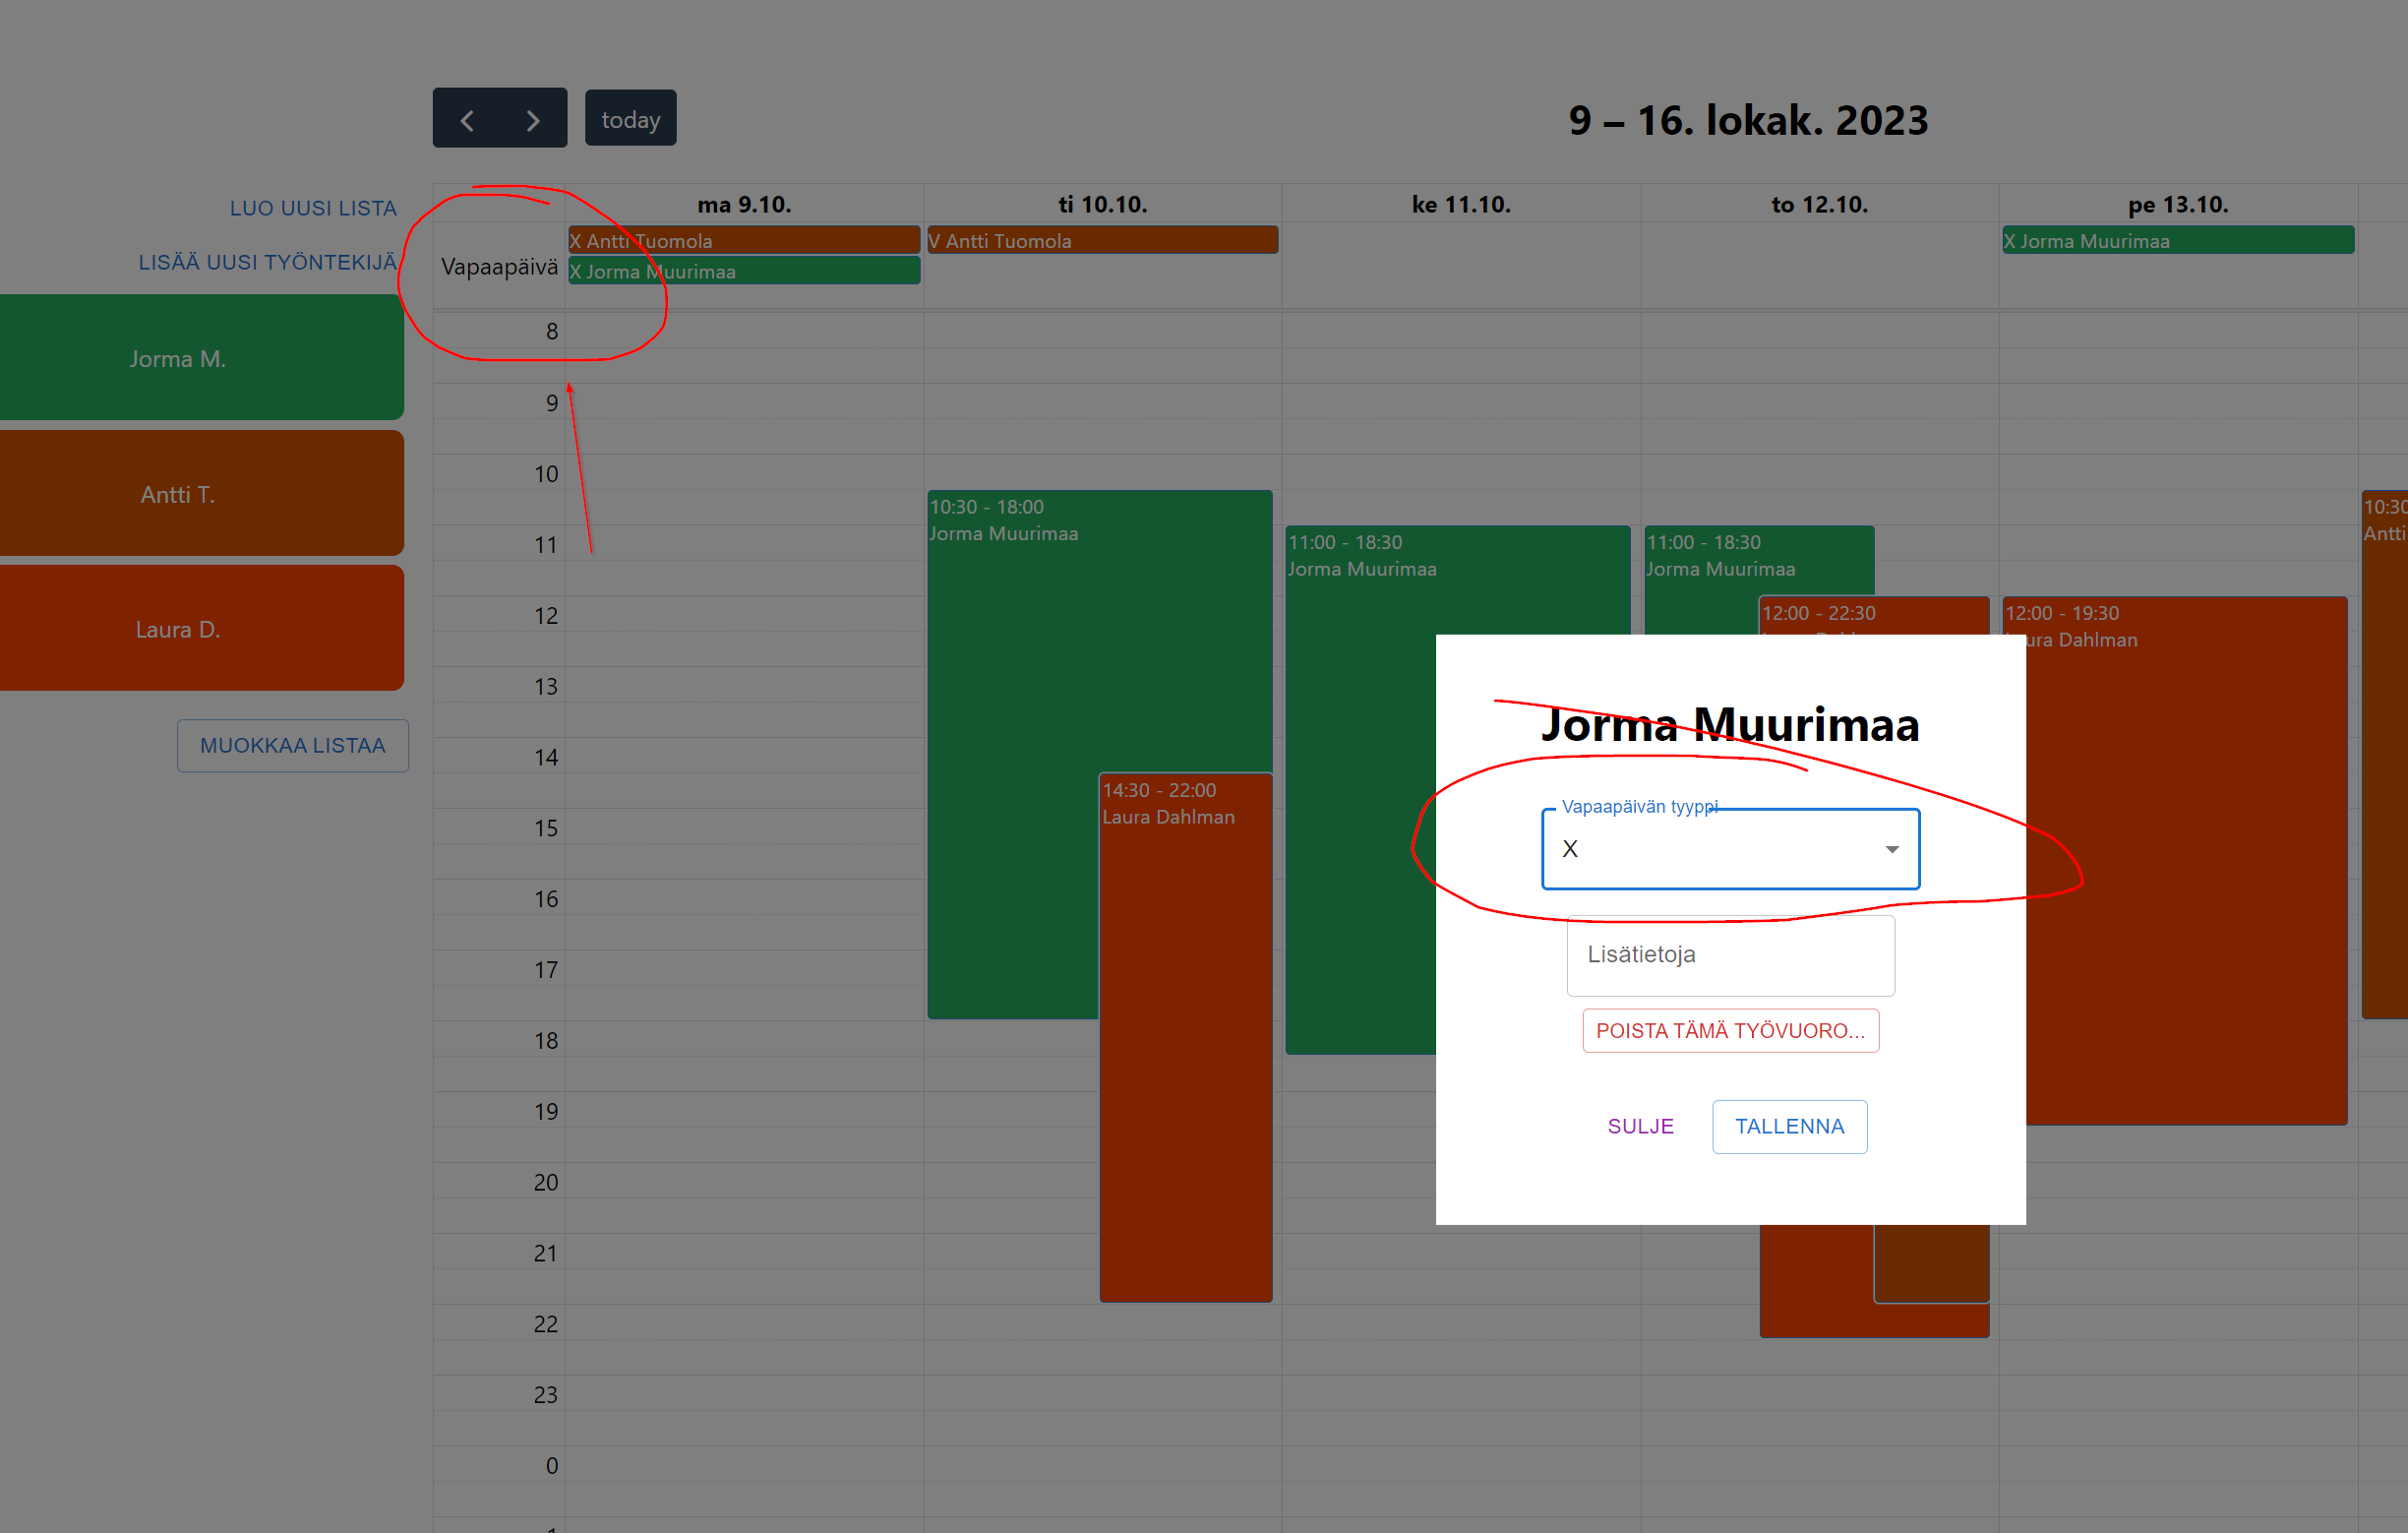 today
9 – 16. lokak. 2023
LUO UUSI LISTA
LISÄÄ UUSI TYÖNTEKIJÄ
Jorma M.
Antti T.
Laura D.
MUOKKAA LISTAA
ma 9.10.
ti 10.10.
ke 11.10.
to 12.10.
pe 13.10.
Vapaapäivä
X Antti Tuomola
X Jorma Muurimaa
V Antti Tuomola
X Jorma Muurimaa
8
9
10
11
12
13
14
15
16
17
18
19
20
21
22
23
0
10:30 - 18:00
Jorma Muurimaa
14:30 - 22:00
Laura Dahlman
11:00 - 18:30
Jorma Muurimaa
11:00 - 18:30
Jorma Muurimaa
12:00 - 22:30
12:00 - 19:30
ura Dahlman
10:30
Antti
Jorma Muurimaa
Vapaapäivän tyyppi
X
Lisätietoja
POISTA TÄMÄ TYÖVUORO...
SULJE
TALLENNA